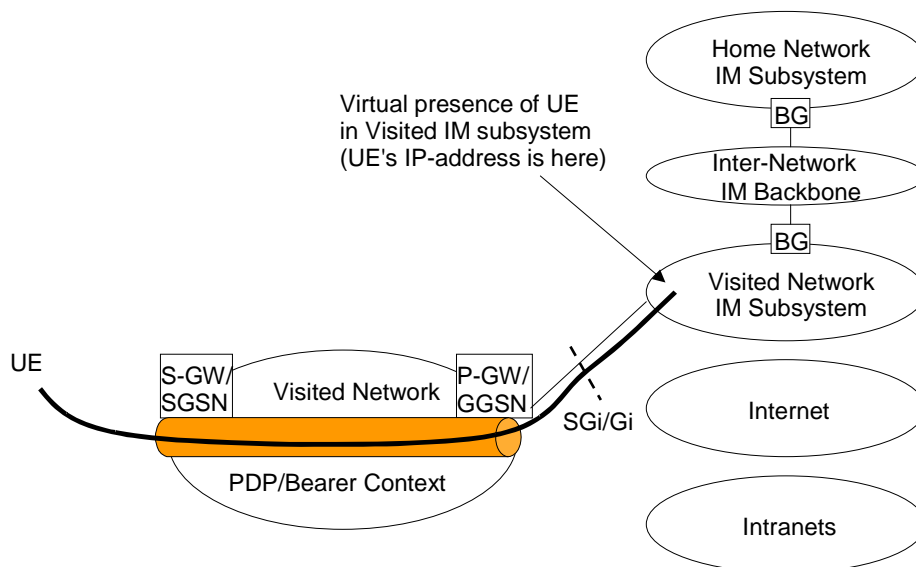 Home Network
IM Subsystem
BG
Virtual presence of UE
in Visited IM subsystem
(UE's IP-address is here)
Inter-Network
IM Backbone
BG
Visited Network
IM Subsystem
UE
S-GW/
SGSN
Visited Network
P-GW/
GGSN
SGi/Gi
Internet
PDP/Bearer Context
Intranets